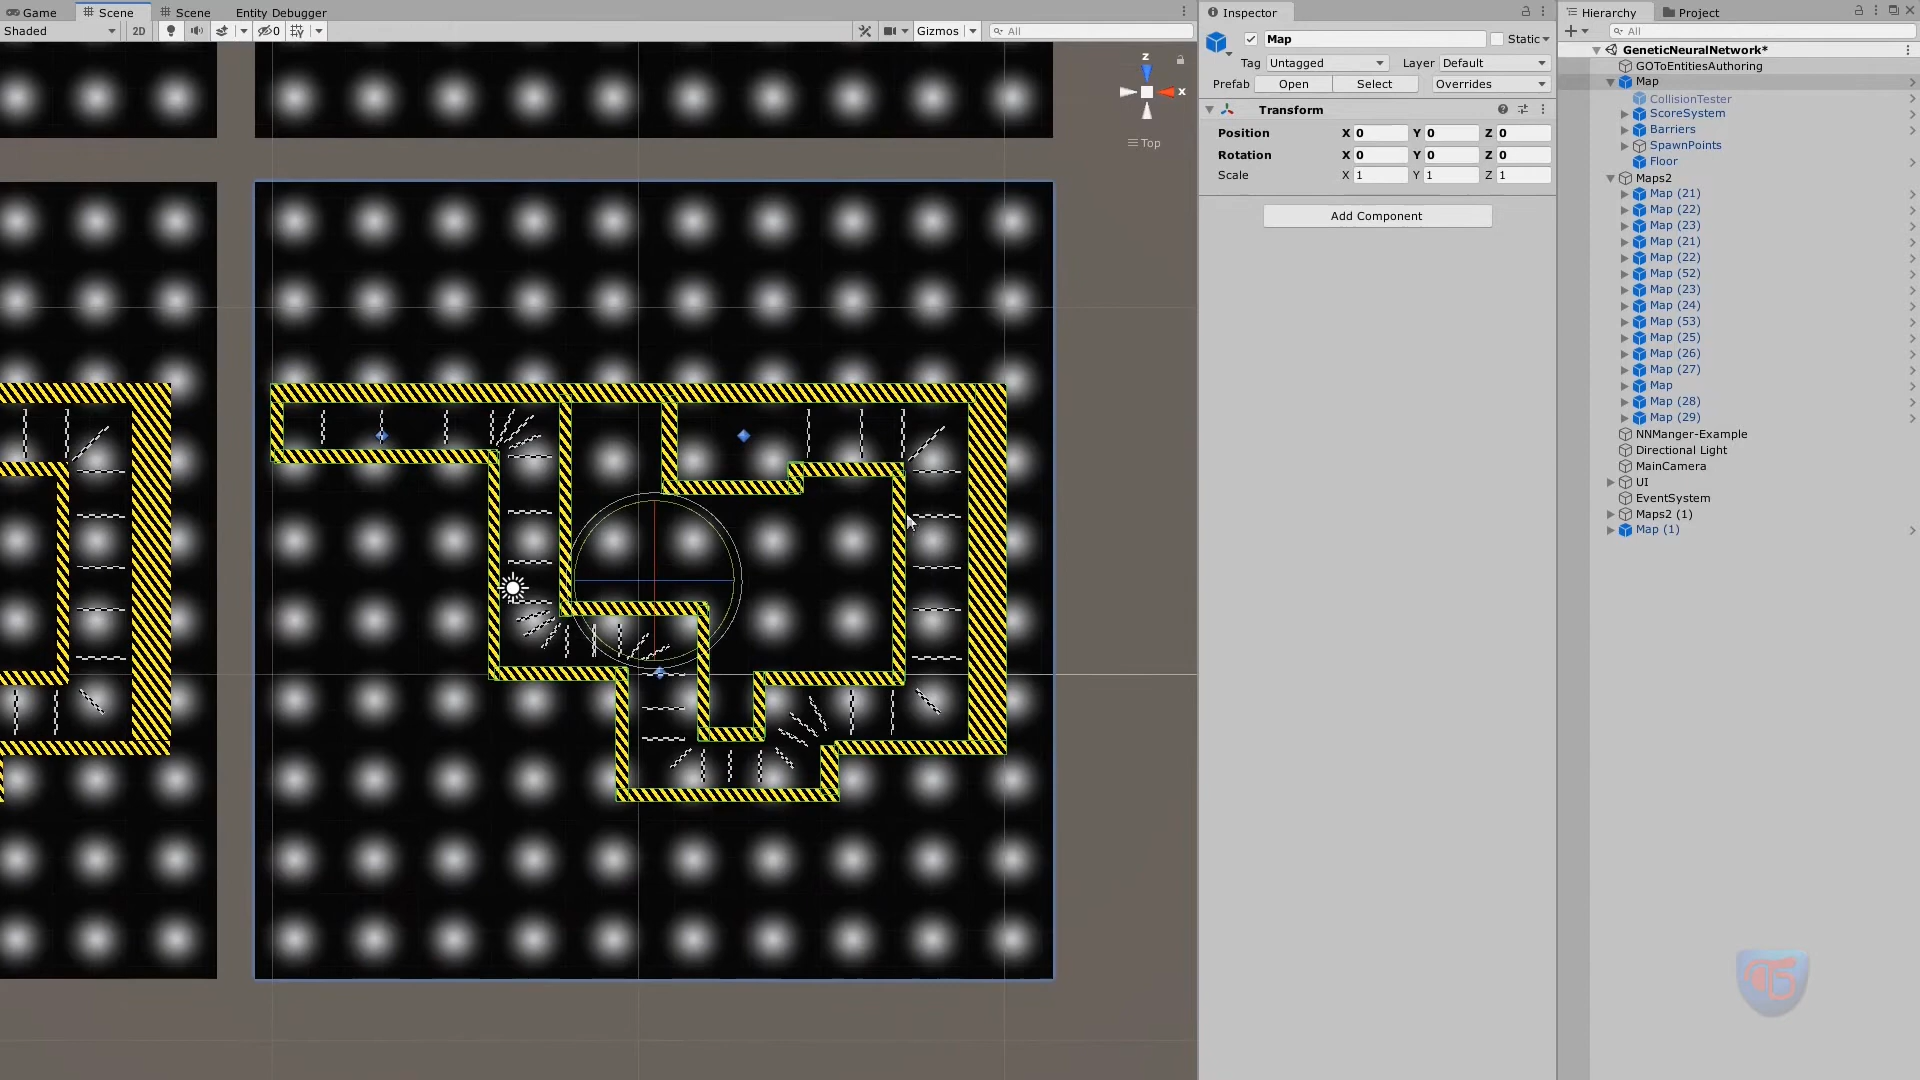 Game
Scene
Scene
Entity Debugger
Shaded
2D
0
Gizmos
All
z
x
Top
Inspector
Map
Static
Tag Untagged Layer Default
Prefab Open Select Overrides
Transform
Position X 0 Y 0 Z 0
Rotation X 0 Y 0 Z 0
Scale X 1 Y 1 Z 1
Add Component
Hierarchy
Project
All
GeneticNeuralNetwork*
GOToEntitiesAuthoring
Map
CollisionTester
ScoreSystem
Barriers
SpawnPoints
Floor
Maps2
Map (21)
Map (22)
Map (23)
Map (21)
Map (22)
Map (52)
Map (23)
Map (24)
Map (53)
Map (25)
Map (26)
Map (27)
Map
Map (28)
Map (29)
NNManger-Example
Directional Light
MainCamera
UI
EventSystem
Maps2 (1)
Map (1)